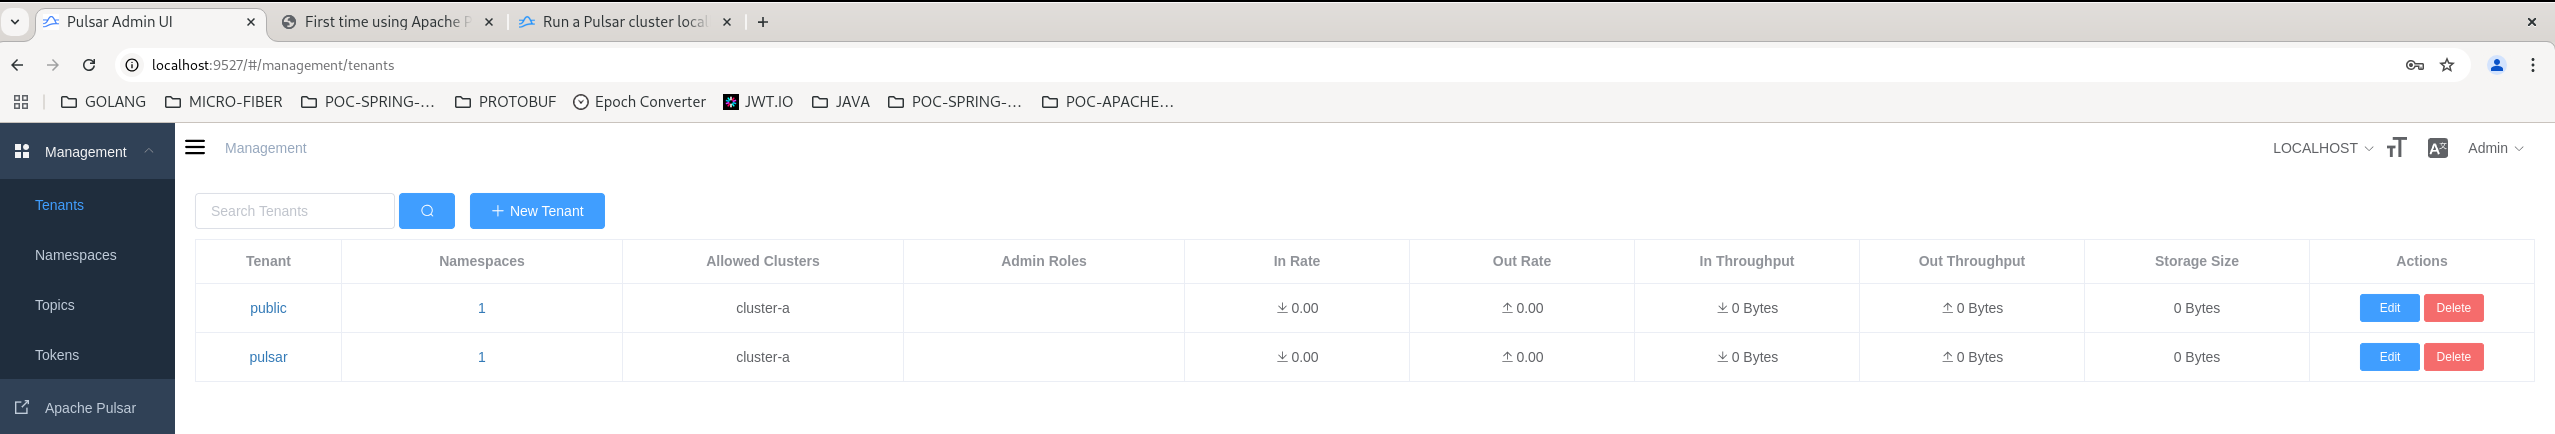 Pulsar Admin UI
First time using Apache P
Run a Pulsar cluster local
localhost:9527/#/management/tenants
GOLANG MICRO-FIBER POC-SPRING-... PROTOBUF Epoch Converter JWT.IO JAVA POC-SPRING-... POC-APACHE...
Management
Tenants
Namespaces
Topics
Tokens
Apache Pulsar
Management
LOCALHOST
Admin
Search Tenants
New Tenant
Tenant Namespaces Allowed Clusters Admin Roles In Rate Out Rate In Throughput Out Throughput Storage Size Actions
public 1 cluster-a 0.00 0.00 0 Bytes 0 Bytes 0 Bytes Edit Delete
pulsar 1 cluster-a 0.00 0.00 0 Bytes 0 Bytes 0 Bytes Edit Delete